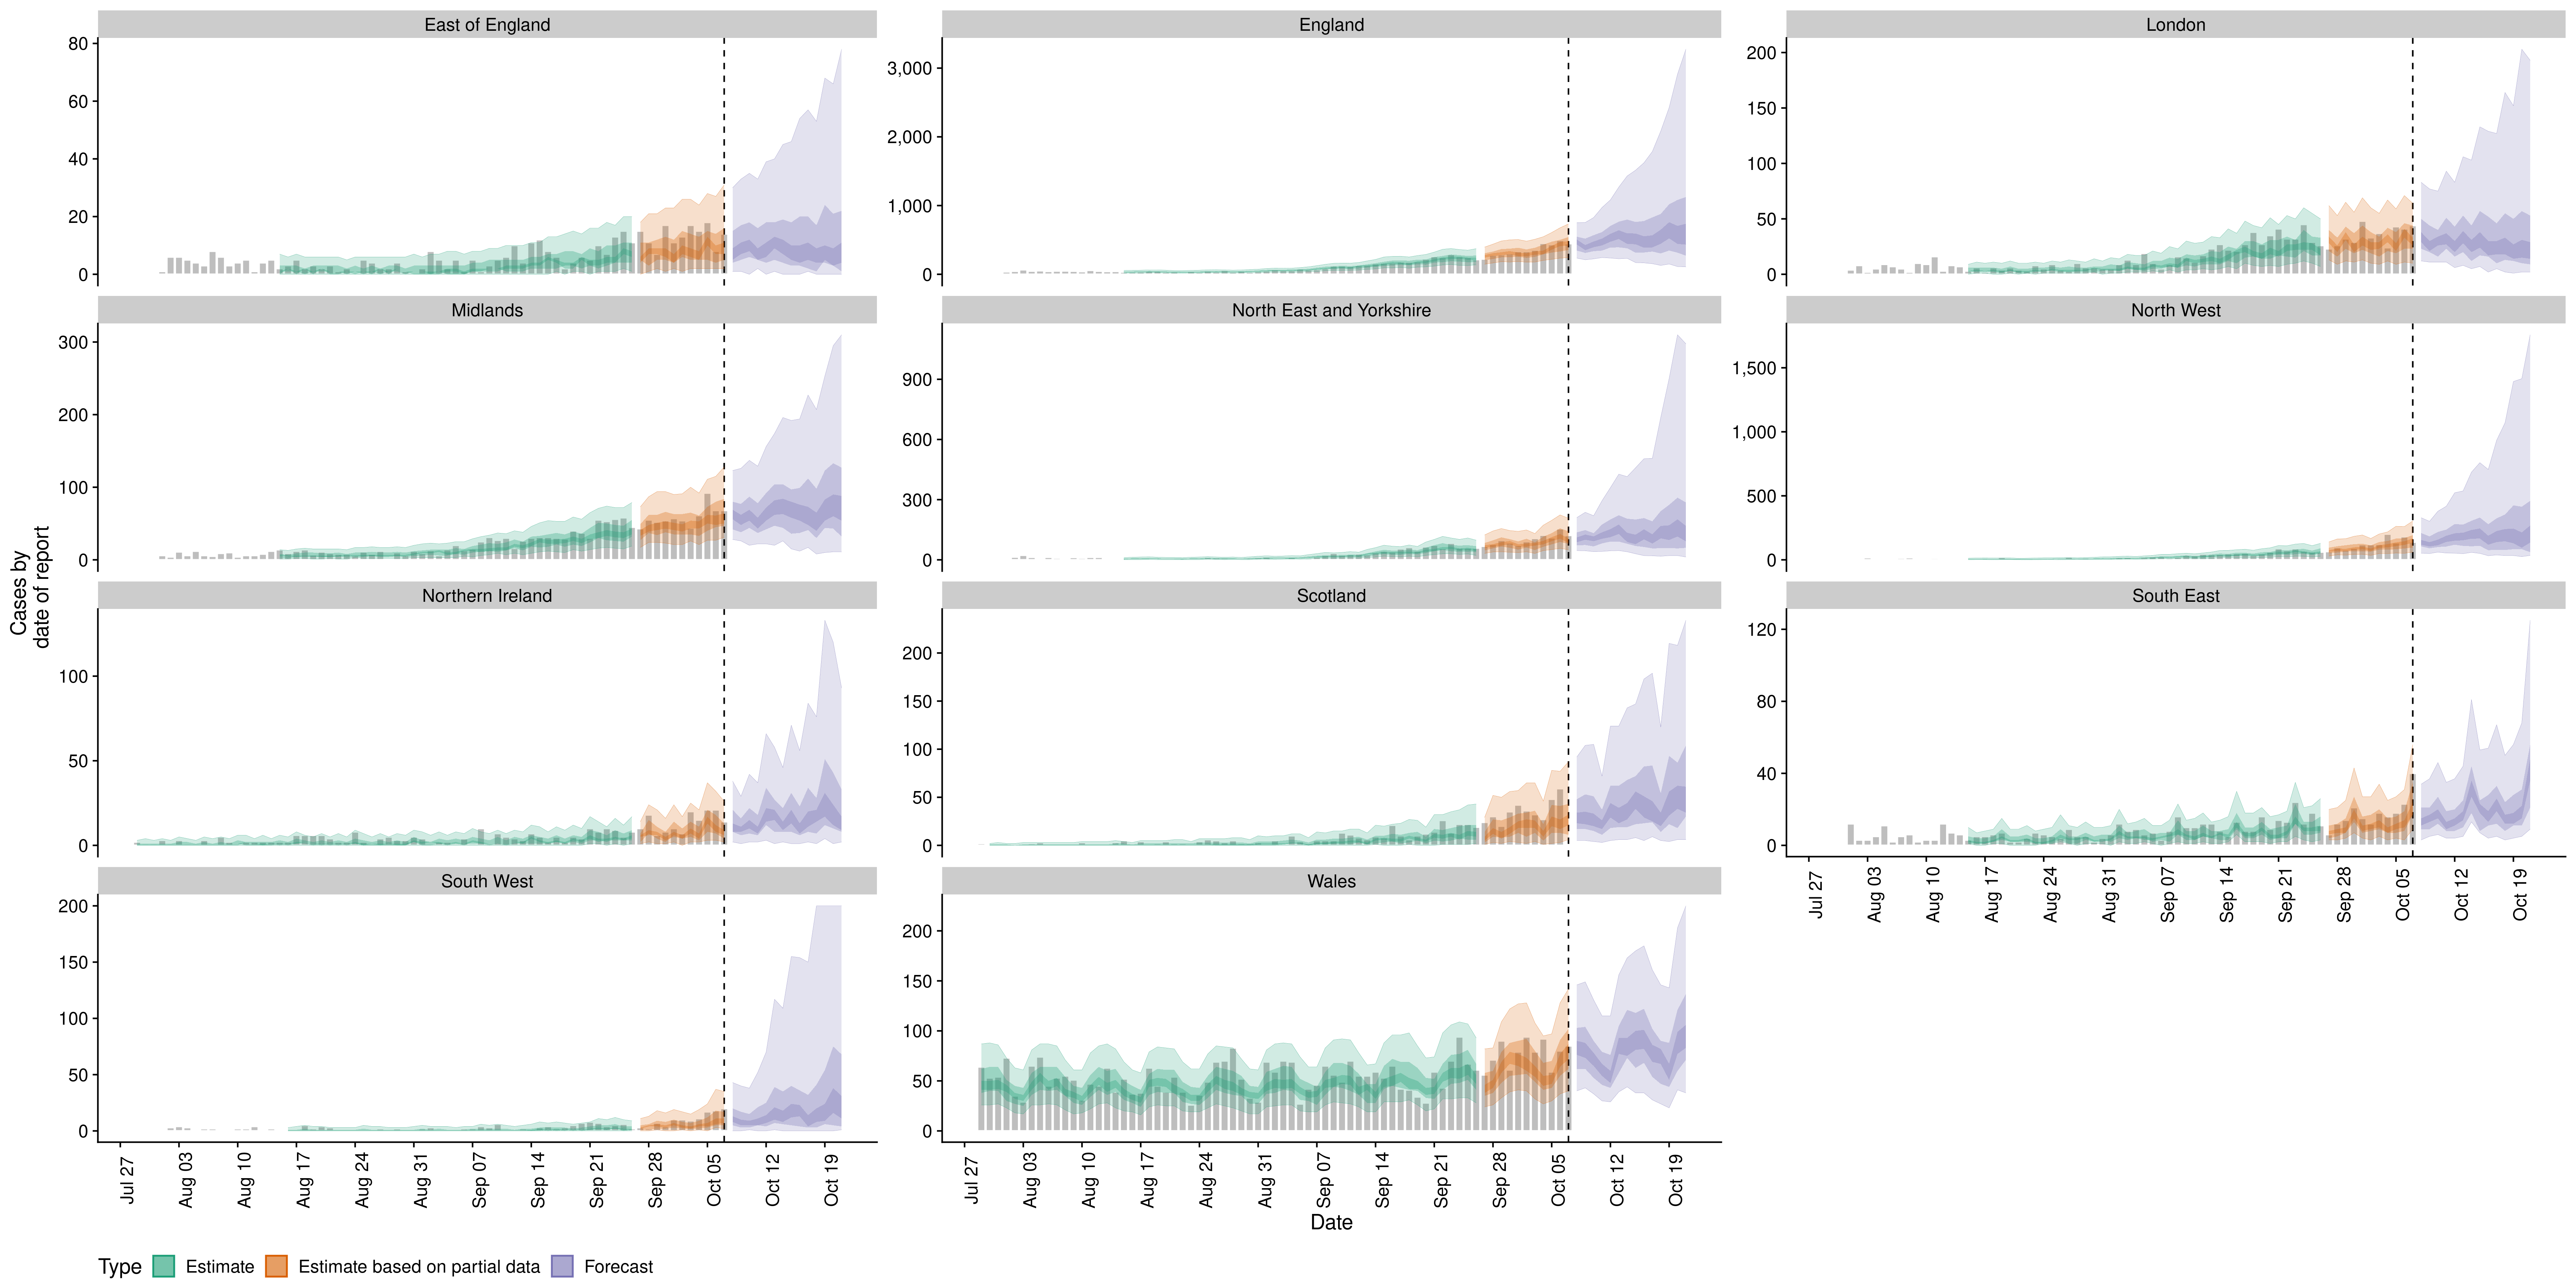 East of England
England
London
80
60
40
20
0
3,000
2,000
1,000
0
200
150
100
50
0
Midlands
North East and Yorkshire
North West
300
200
100
0
900
600
300
0
1,500
1,000
500
0
Northern Ireland
Scotland
South East
100
50
0
200
150
100
50
0
120
80
40
0
Jul 27
Aug 03
Aug 10
Aug 17
Aug 24
Aug 31
Sep 07
Sep 14
Sep 21
Sep 28
Oct 05
Oct 12
Oct 19
South West
Wales
200
150
100
50
0
200
150
100
50
0
Jul 27
Aug 03
Aug 10
Aug 17
Aug 24
Aug 31
Sep 07
Sep 14
Sep 21
Sep 28
Oct 05
Oct 12
Oct 19
Jul 27
Aug 03
Aug 10
Aug 17
Aug 24
Aug 31
Sep 07
Sep 14
Sep 21
Sep 28
Oct 05
Oct 12
Oct 19
Cases by
date of report
Date
Type
Estimate
Estimate based on partial data
Forecast